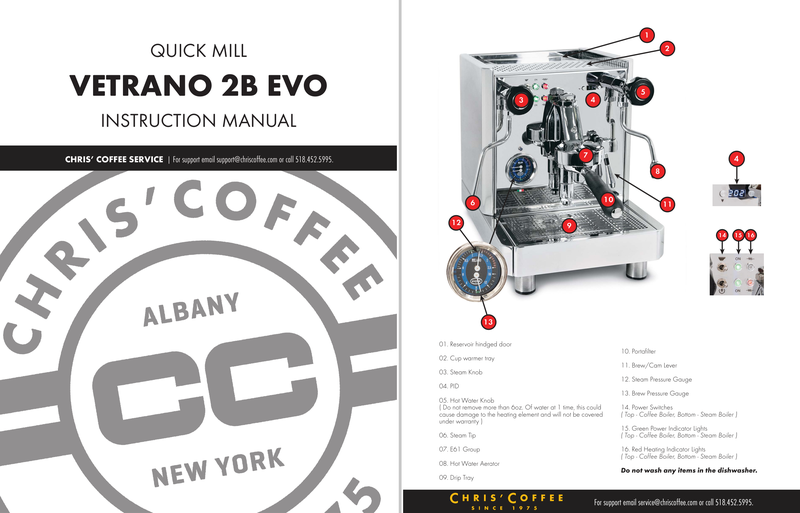 QUICK MILL
VETRANO 2B EVO
INSTRUCTION MANUAL
CHRIS' COFFEE SERVICE | For support email support@chriscoffee.com or call 518.452.5995.
CHRIS' COFFEE
ALBANY
CC
NEW YORK
75
1
2
3
4
5
6
7
8
9
10
11
12
13
4
202
14
15
16
ON
ON
01. Reservoir hindged door
02. Cup warmer tray
03. Steam Knob
04. PID
05. Hot Water Knob
( Do not remove more than 6oz. Of water at 1 time, this could
cause damage to the heating element and will not be covered
under warranty )
06. Steam Tip
07. E61 Group
08. Hot Water Aerator
09. Drip Tray
10. Portafilter
11. Brew/Cam Lever
12. Steam Pressure Gauge
13. Brew Pressure Gauge
14. Power Switches
( Top - Coffee Boiler, Bottom - Steam Boiler )
15. Green Power Indicator Lights
( Top - Coffee Boiler, Bottom - Steam Boiler )
16. Red Heating Indicator Lights
( Top - Coffee Boiler, Bottom - Steam Boiler )
Do not wash any items in the dishwasher.
CHRIS' COFFEE
SINCE 1975
For support email service@chriscoffee.com or call 518.452.5995.